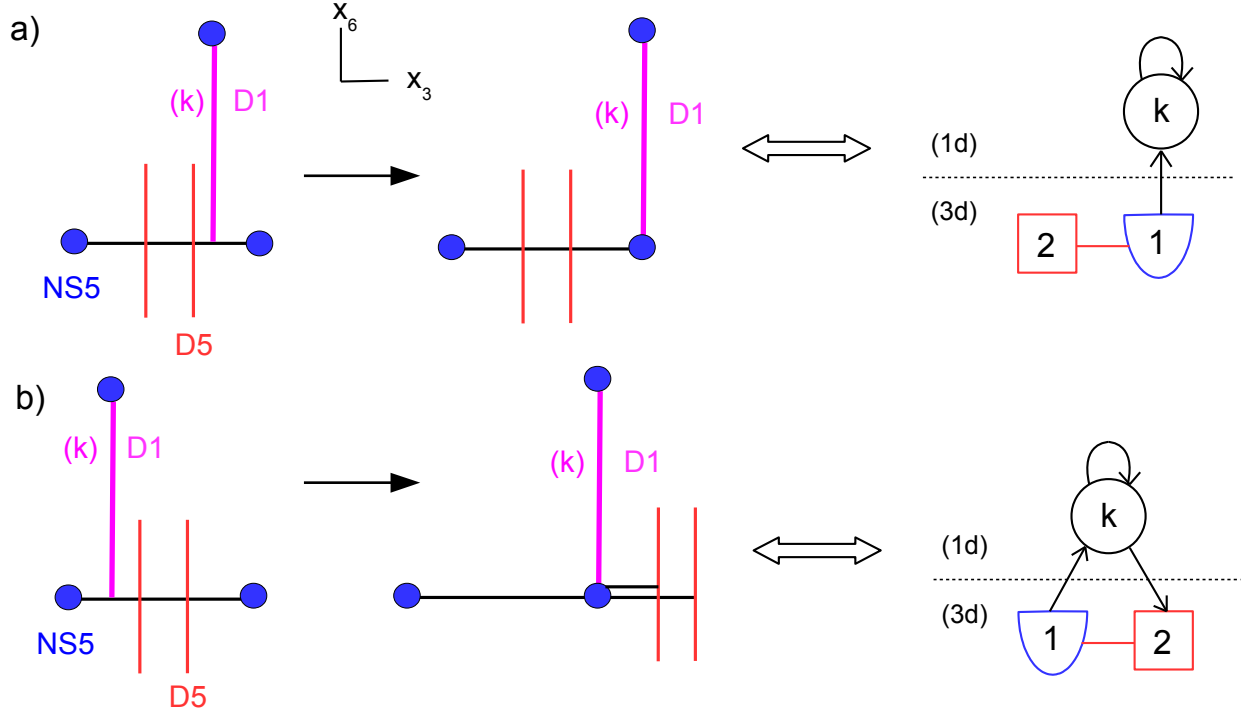 a)
x6
x3
(k) D1
NS5
D5
(k) D1
(1d)
(3d)
k
2
1
b)
(k) D1
NS5
D5
(k) D1
(1d)
(3d)
k
1
2